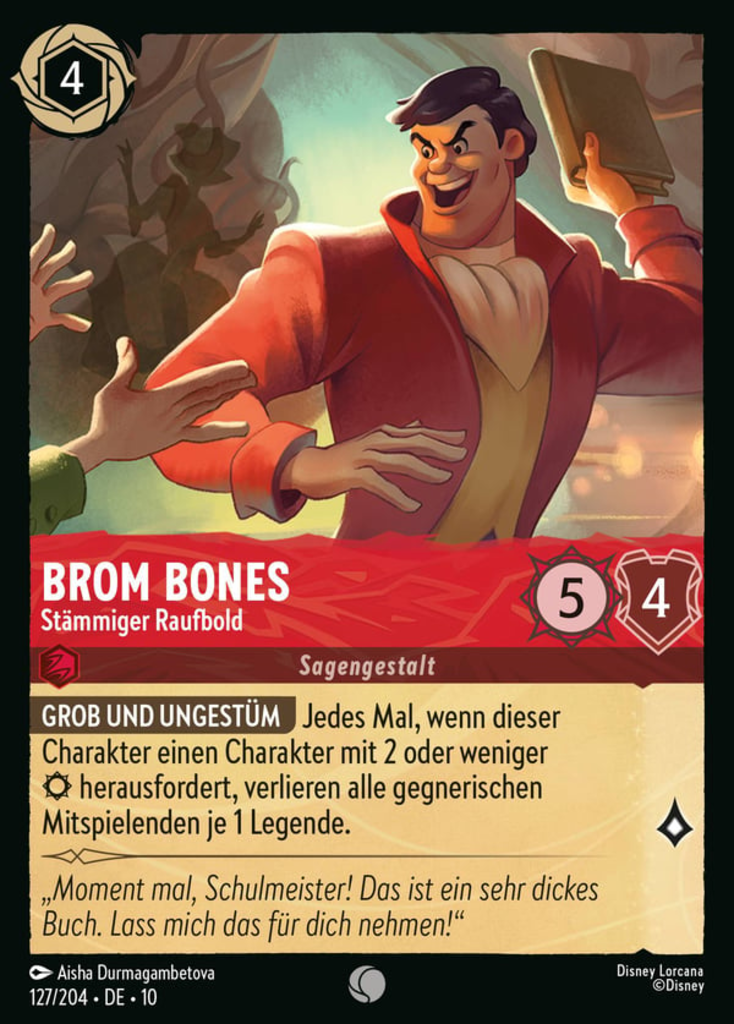 4
BROM BONES
Stämmiger Raufbold
5
4
Sagengestalt
GROB UND UNGESTÜM Jedes Mal, wenn dieser
Charakter einen Charakter mit 2 oder weniger
herausfordert, verlieren alle gegnerischen
Mitspielenden je 1 Legende.
„Moment mal, Schulmeister! Das ist ein sehr dickes
Buch. Lass mich das für dich nehmen!“
Aisha Durmagambetova
127/204 • DE • 10
Disney Lorcana
©Disney